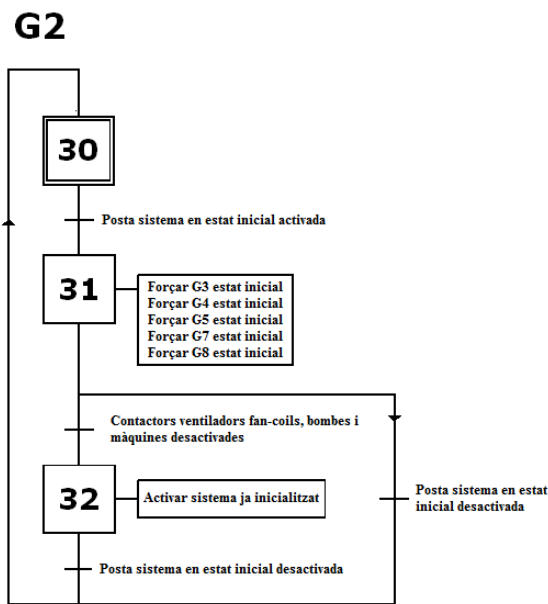 G2
30
Posta sistema en estat inicial activada
31
Forçar G3 estat inicial
Forçar G4 estat inicial
Forçar G5 estat inicial
Forçar G7 estat inicial
Forçar G8 estat inicial
Contactors ventiladors fan-coils, bombes i
màquines desactivades
32
Activar sistema ja inicialitzat
Posta sistema en estat
inicial desactivada
Posta sistema en estat inicial desactivada